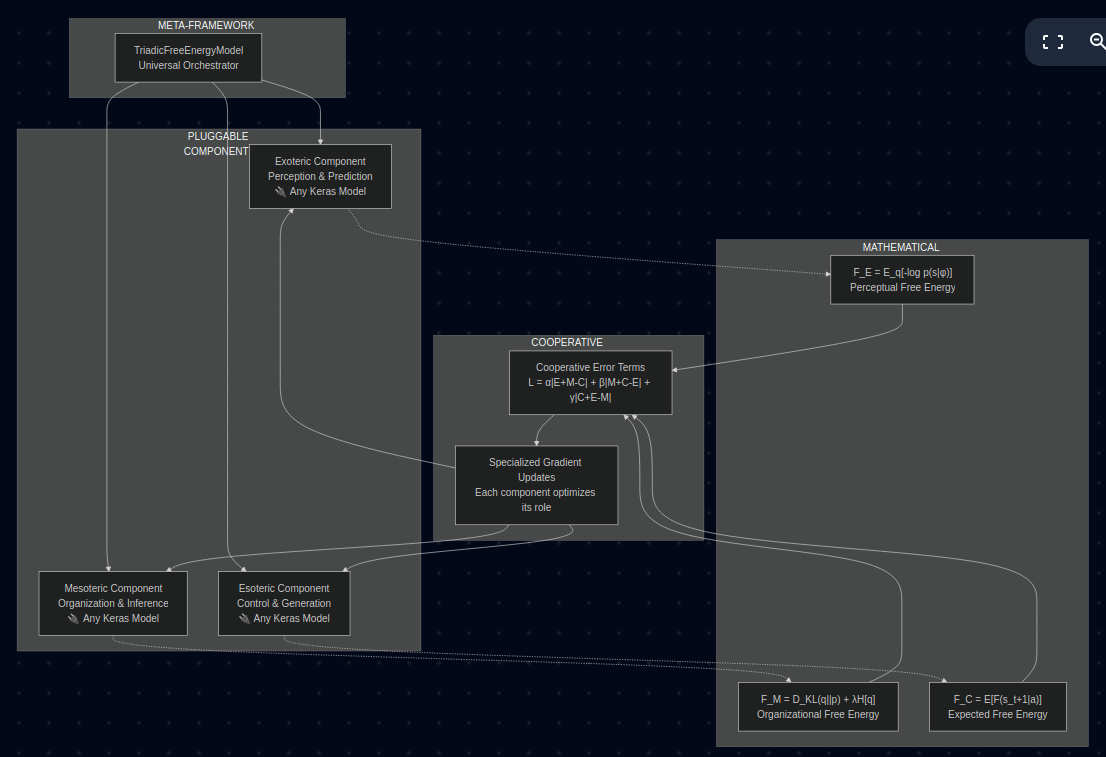 META-FRAMEWORK
TriadicFreeEnergyModel
Universal Orchestrator
PLUGGABLE
COMPONENT
Exoteric Component
Perception & Prediction
🔌 Any Keras Model
MATHEMATICAL
F_E = E_q[-log p(s|φ)]
Perceptual Free Energy
COOPERATIVE
Cooperative Error Terms
L = α|E+M-C| + β|M+C-E| +
γ|C+E-M|
Specialized Gradient
Updates
Each component optimizes
its role
Mesoteric Component
Organization & Inference
🔌 Any Keras Model
Esoteric Component
Control & Generation
🔌 Any Keras Model
F_M = D_KL(q||p) + λH[q]
Organizational Free Energy
F_C = E[F(s_t+1|a)]
Expected Free Energy